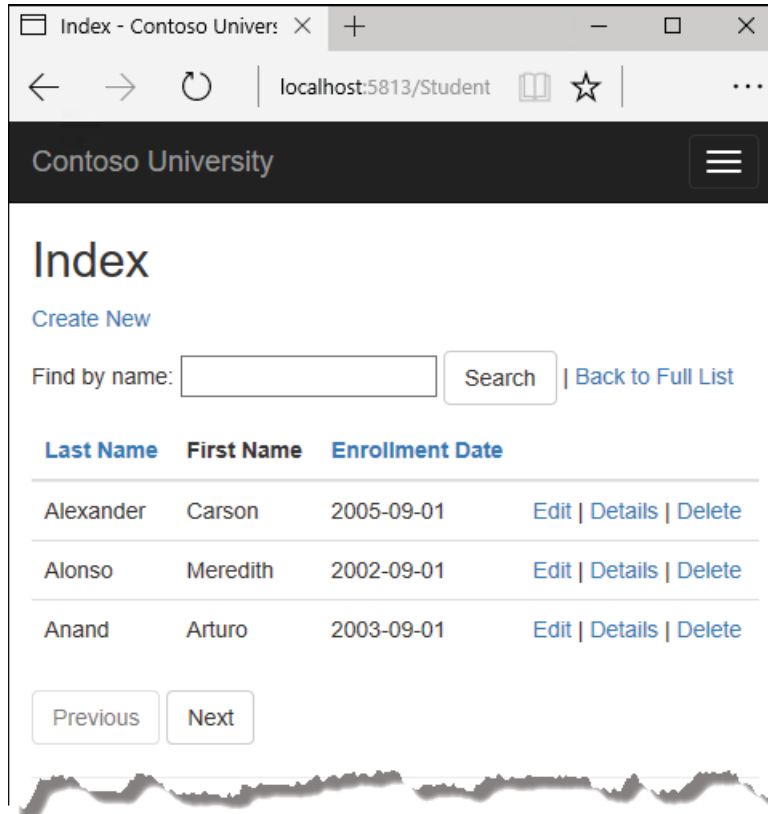 Index - Contoso Univers
localhost:5813/Student
Contoso University
Index
Create New
Find by name: Search | Back to Full List
Last Name First Name Enrollment Date
Alexander Carson 2005-09-01 Edit | Details | Delete
Alonso Meredith 2002-09-01 Edit | Details | Delete
Anand Arturo 2003-09-01 Edit | Details | Delete
Previous Next